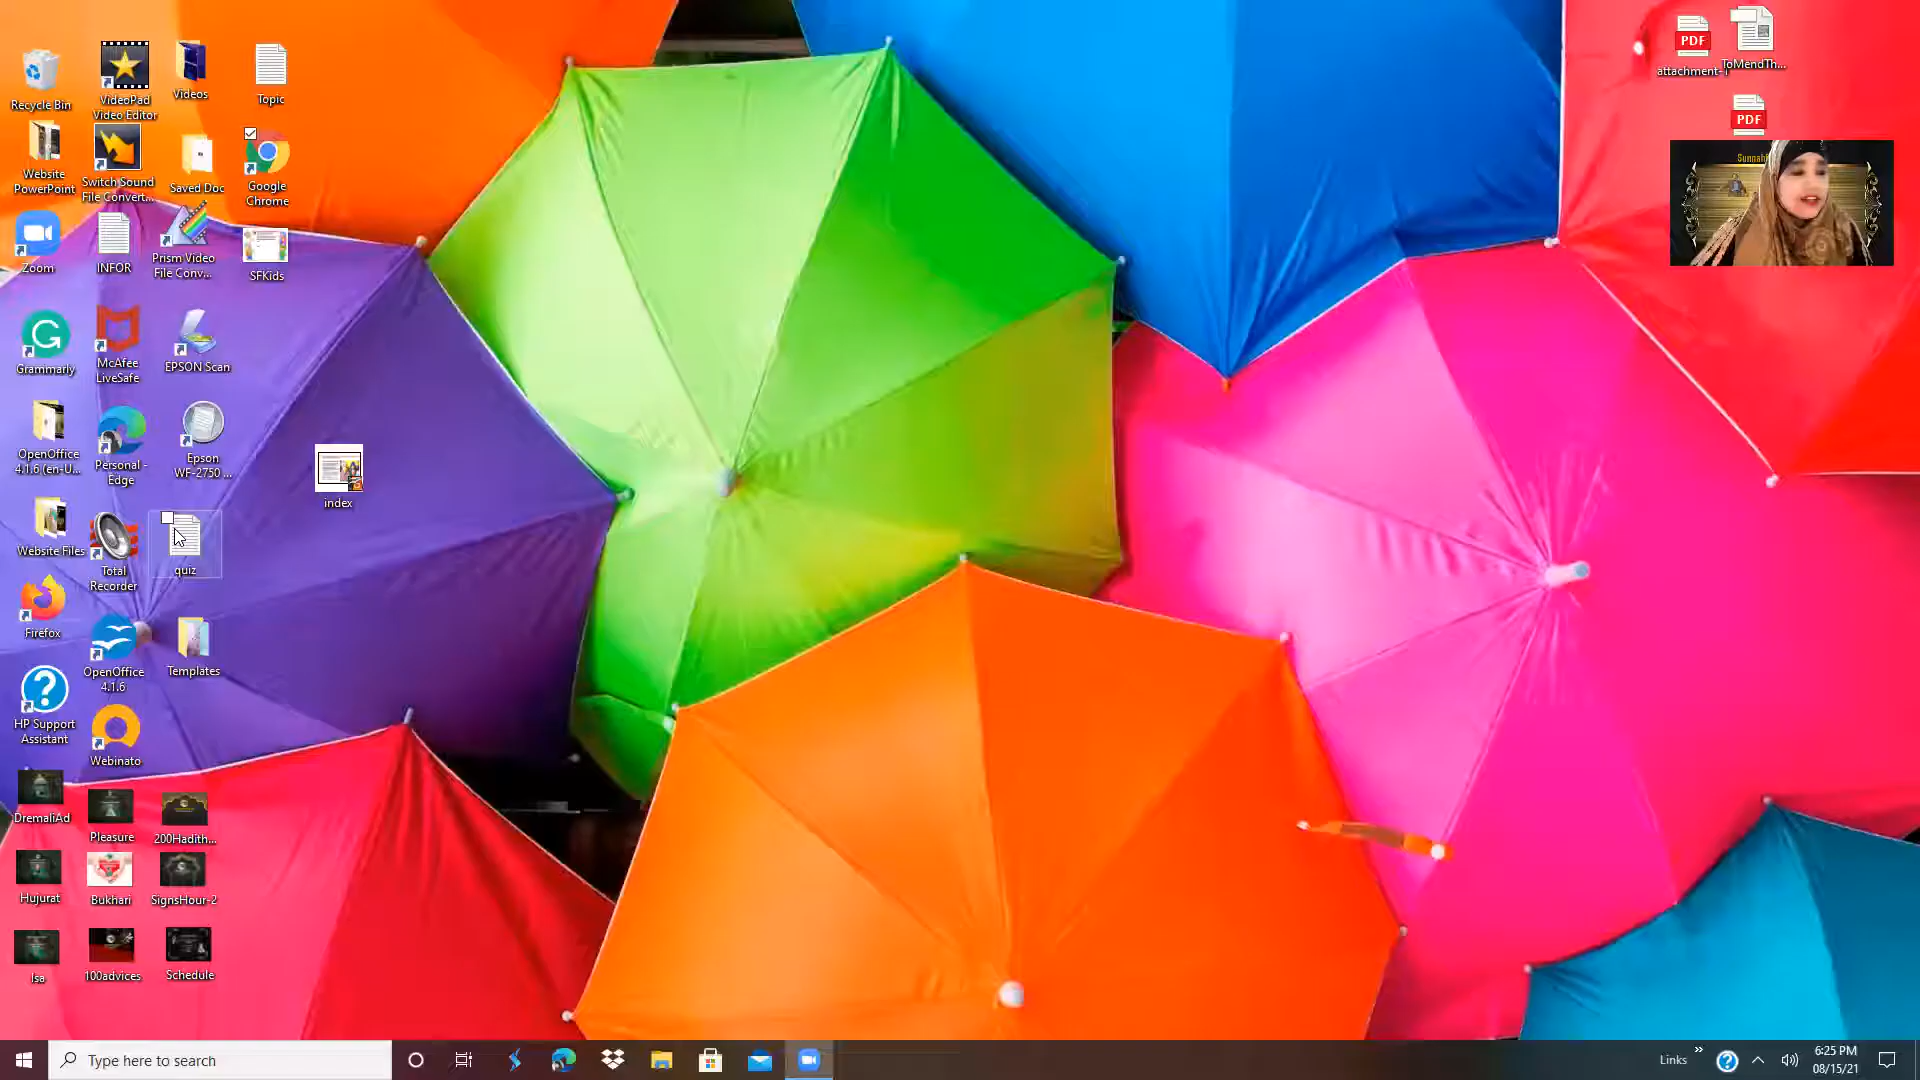 Recycle Bin
VideoPad
Video Editor
Videos
Topic
Website
PowerPoint
Switch Sound
File Convert...
Saved Doc
Google
Chrome
Zoom
INFOR
Prism Video
File Conv...
SFKids
Grammarly
McAfee
LiveSafe
EPSON Scan
OpenOffice
4.1.6 (en-U...
Personal -
Edge
Epson
WF-2750 ...
index
Website Files
Total
Recorder
quiz
Firefox
OpenOffice
4.1.6
Templates
HP Support
Assistant
Webinato
DremaliAd
Pleasure
200Hadith...
Hujurat
Bukhari
SignsHour-2
Isa
100advices
Schedule
PDF
attachment-1
ToMendTh...
PDF
Type here to search
Links
6:25 PM
08/15/21